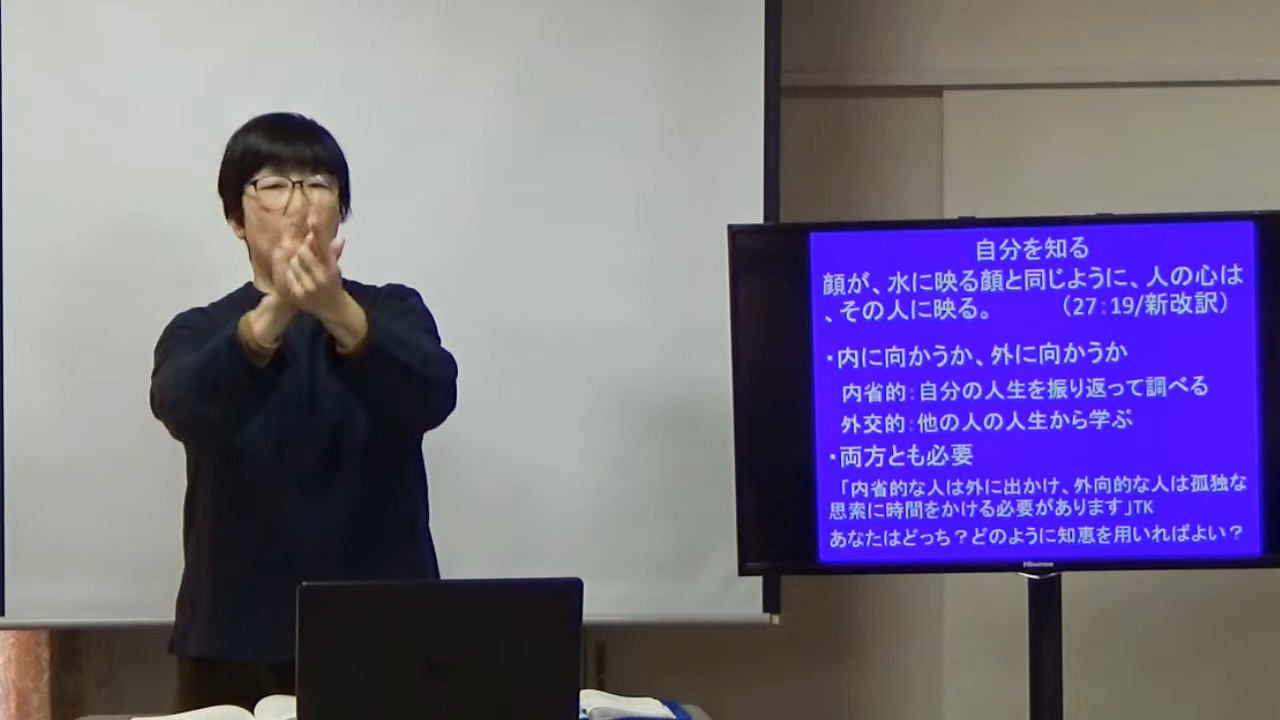 自分を知る
顔が、水に映る顔と同じように、人の心は
、その人に映る。 （27：19/新改訳）
・内に向かうか、外に向かうか
内省的：自分の人生を振り返って調べる
外交的：他の人の人生から学ぶ
・両方とも必要
「内省的な人は外に出かけ、外向的な人は孤独な
思索に時間をかける必要があります」TK
あなたはどっち？どのように知恵を用いればよい？
Hisense